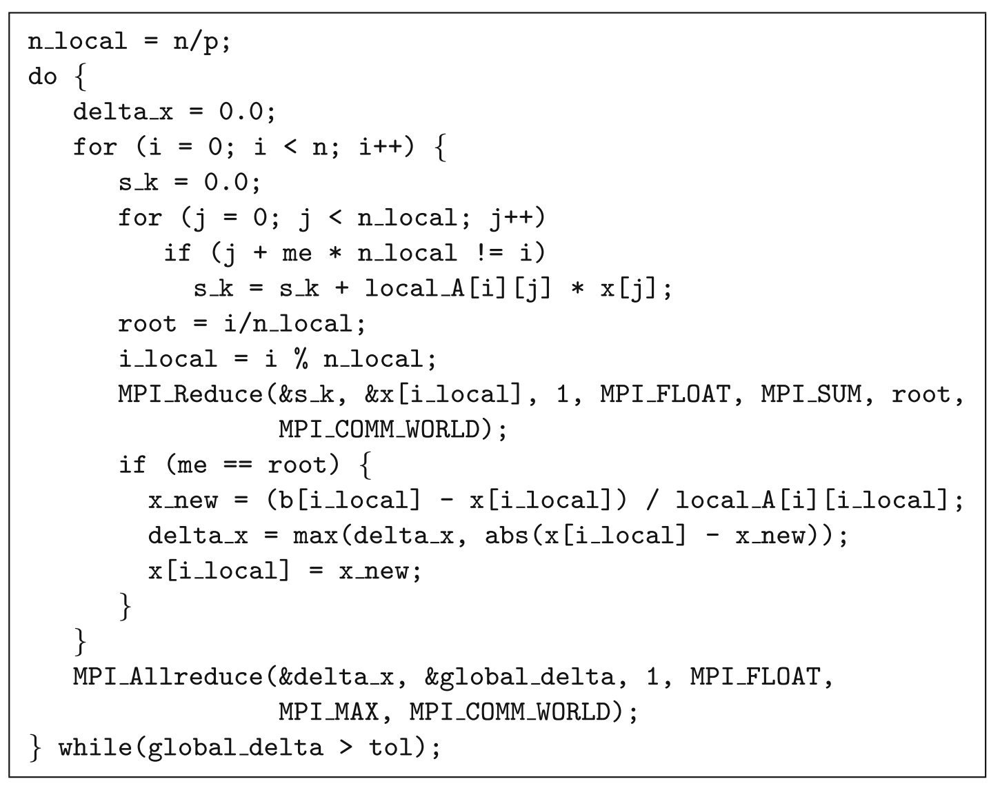 n_local = n/p;
do {
   delta_x = 0.0;
   for (i = 0; i < n; i++) {
      s_k = 0.0;
      for (j = 0; j < n_local; j++)
         if (j + me * n_local != i)
           s_k = s_k + local_A[i][j] * x[j];
      root = i/n_local;
      i_local = i % n_local;
      MPI_Reduce(&s_k, &x[i_local], 1, MPI_FLOAT, MPI_SUM, root,
                 MPI_COMM_WORLD);
      if (me == root) {
        x_new = (b[i_local] - x[i_local]) / local_A[i][i_local];
        delta_x = max(delta_x, abs(x[i_local] - x_new));
        x[i_local] = x_new;
      }
   }
   MPI_Allreduce(&delta_x, &global_delta, 1, MPI_FLOAT,
                 MPI_MAX, MPI_COMM_WORLD);
} while(global_delta > tol);